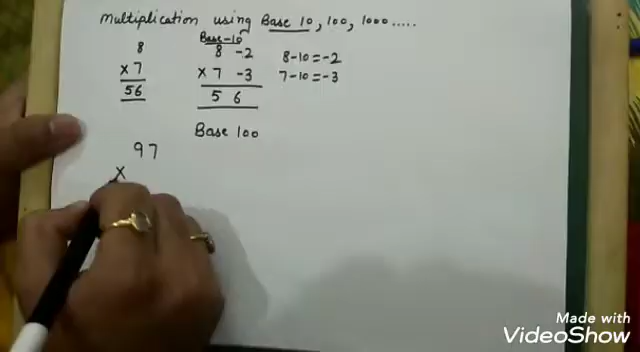 Multiplication using Base 10, 100, 1000.....
Base-10
8 8 -2 8-10=-2
x 7 x 7 -3 7-10=-3
56 5 6
Base 100
97
x
Made with
VideoShow